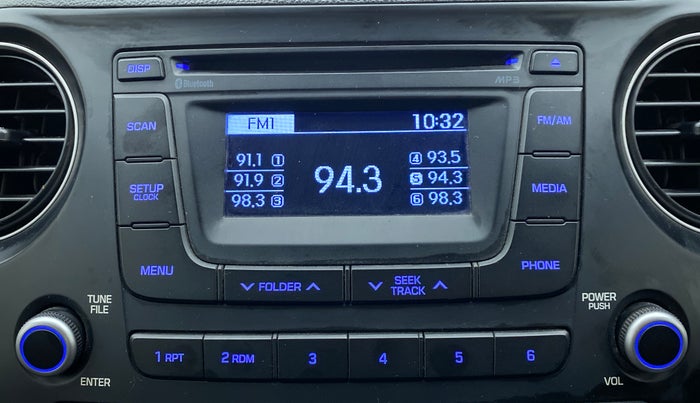 DISP
Bluetooth
MP3
SCAN
FM/AM
FM1 10:32
91.1 1
91.9 2
98.3 3
94.3
4 93.5
5 94.3
6 98.3
SETUP
CLOCK
MEDIA
MENU
FOLDER
SEEK
TRACK
PHONE
TUNE
FILE
ENTER
POWER
PUSH
VOL
1 RPT 2 RDM 3 4 5 6